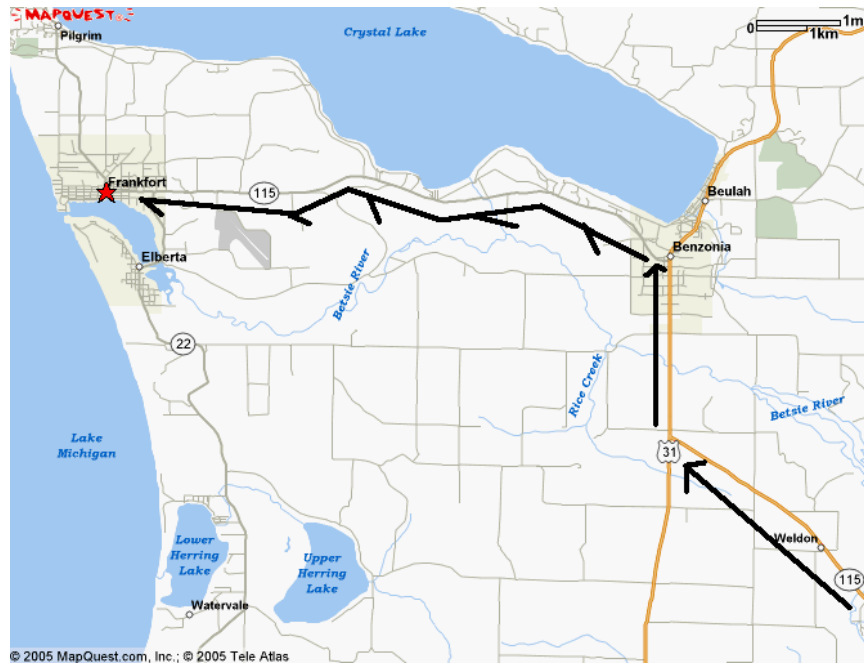 MAPQUEST
Pilgrim
Crystal Lake
0
1m
1km
Frankfort
115
Beulah
Benzonia
Elberta
Betsie River
22
Rice Creek
Betsie River
Lake
Michigan
31
Lower
Herring
Lake
Upper
Herring
Lake
Weldon
115
Watervale
© 2005 MapQuest.com, Inc.; © 2005 Tele Atlas